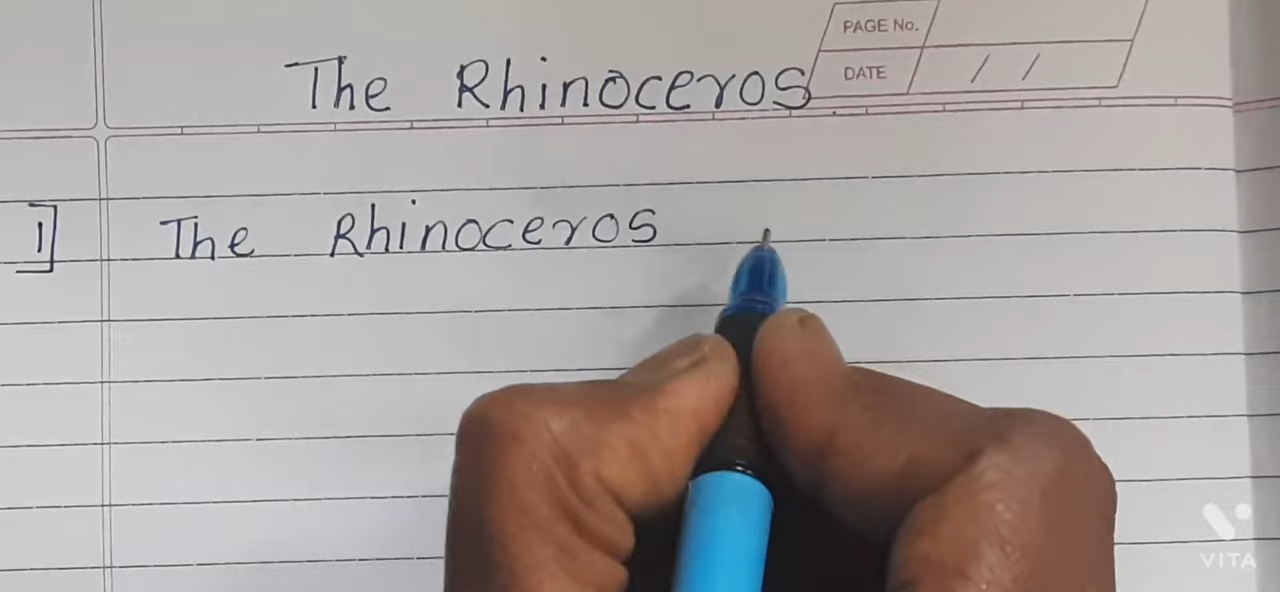 PAGE No.
DATE / /
The Rhinoceros
1] The Rhinoceros
VITA